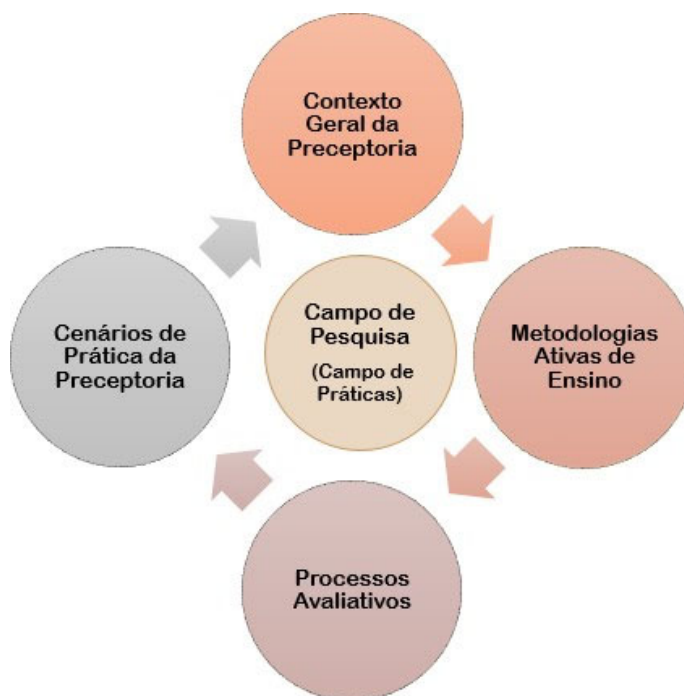 Contexto
Geral da
Preceptoria
Cenários de
Prática da
Preceptoria
Campo de
Pesquisa
(Campo de
Práticas)
Metodologias
Ativas de
Ensino
Processos
Avaliativos